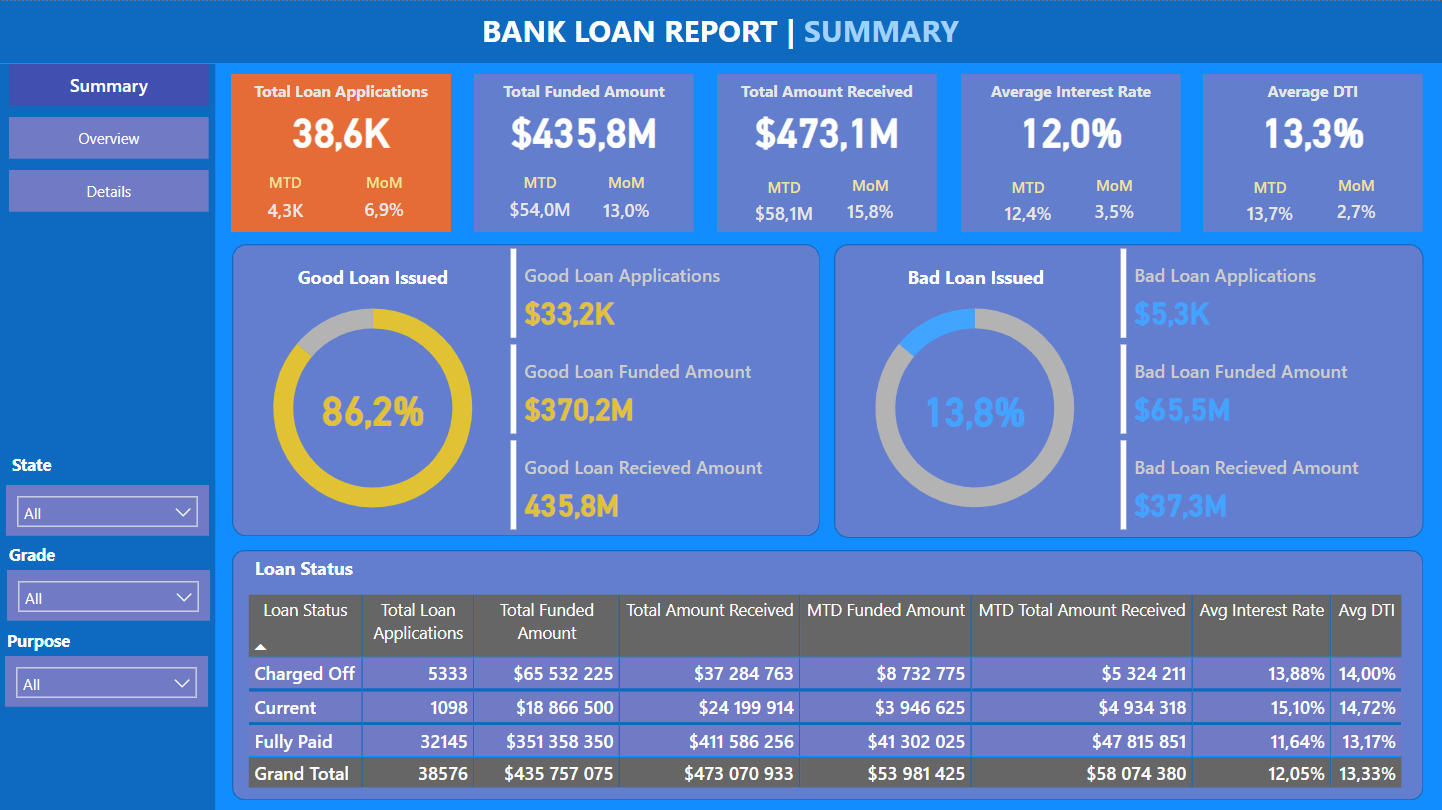 BANK LOAN REPORT | SUMMARY
Summary
Overview
Details
State
All
Grade
All
Purpose
All
Total Loan Applications
38,6K
MTD MoM
4,3K 6,9%
Total Funded Amount
$435,8M
MTD MoM
$54,0M 13,0%
Total Amount Received
$473,1M
MTD MoM
$58,1M 15,8%
Average Interest Rate
12,0%
MTD MoM
12,4% 3,5%
Average DTI
13,3%
MTD MoM
13,7% 2,7%
Good Loan Issued
86,2%
Good Loan Applications
$33,2K
Good Loan Funded Amount
$370,2M
Good Loan Recieved Amount
435,8M
Bad Loan Issued
13,8%
Bad Loan Applications
$5,3K
Bad Loan Funded Amount
$65,5M
Bad Loan Recieved Amount
$37,3M
Loan Status
Loan Status Total Loan Applications Total Funded Amount Total Amount Received MTD Funded Amount MTD Total Amount Received Avg Interest Rate Avg DTI
Charged Off 5333 $65 532 225 $37 284 763 $8 732 775 $5 324 211 13,88% 14,00%
Current 1098 $18 866 500 $24 199 914 $3 946 625 $4 934 318 15,10% 14,72%
Fully Paid 32145 $351 358 350 $411 586 256 $41 302 025 $47 815 851 11,64% 13,17%
Grand Total 38576 $435 757 075 $473 070 933 $53 981 425 $58 074 380 12,05% 13,33%